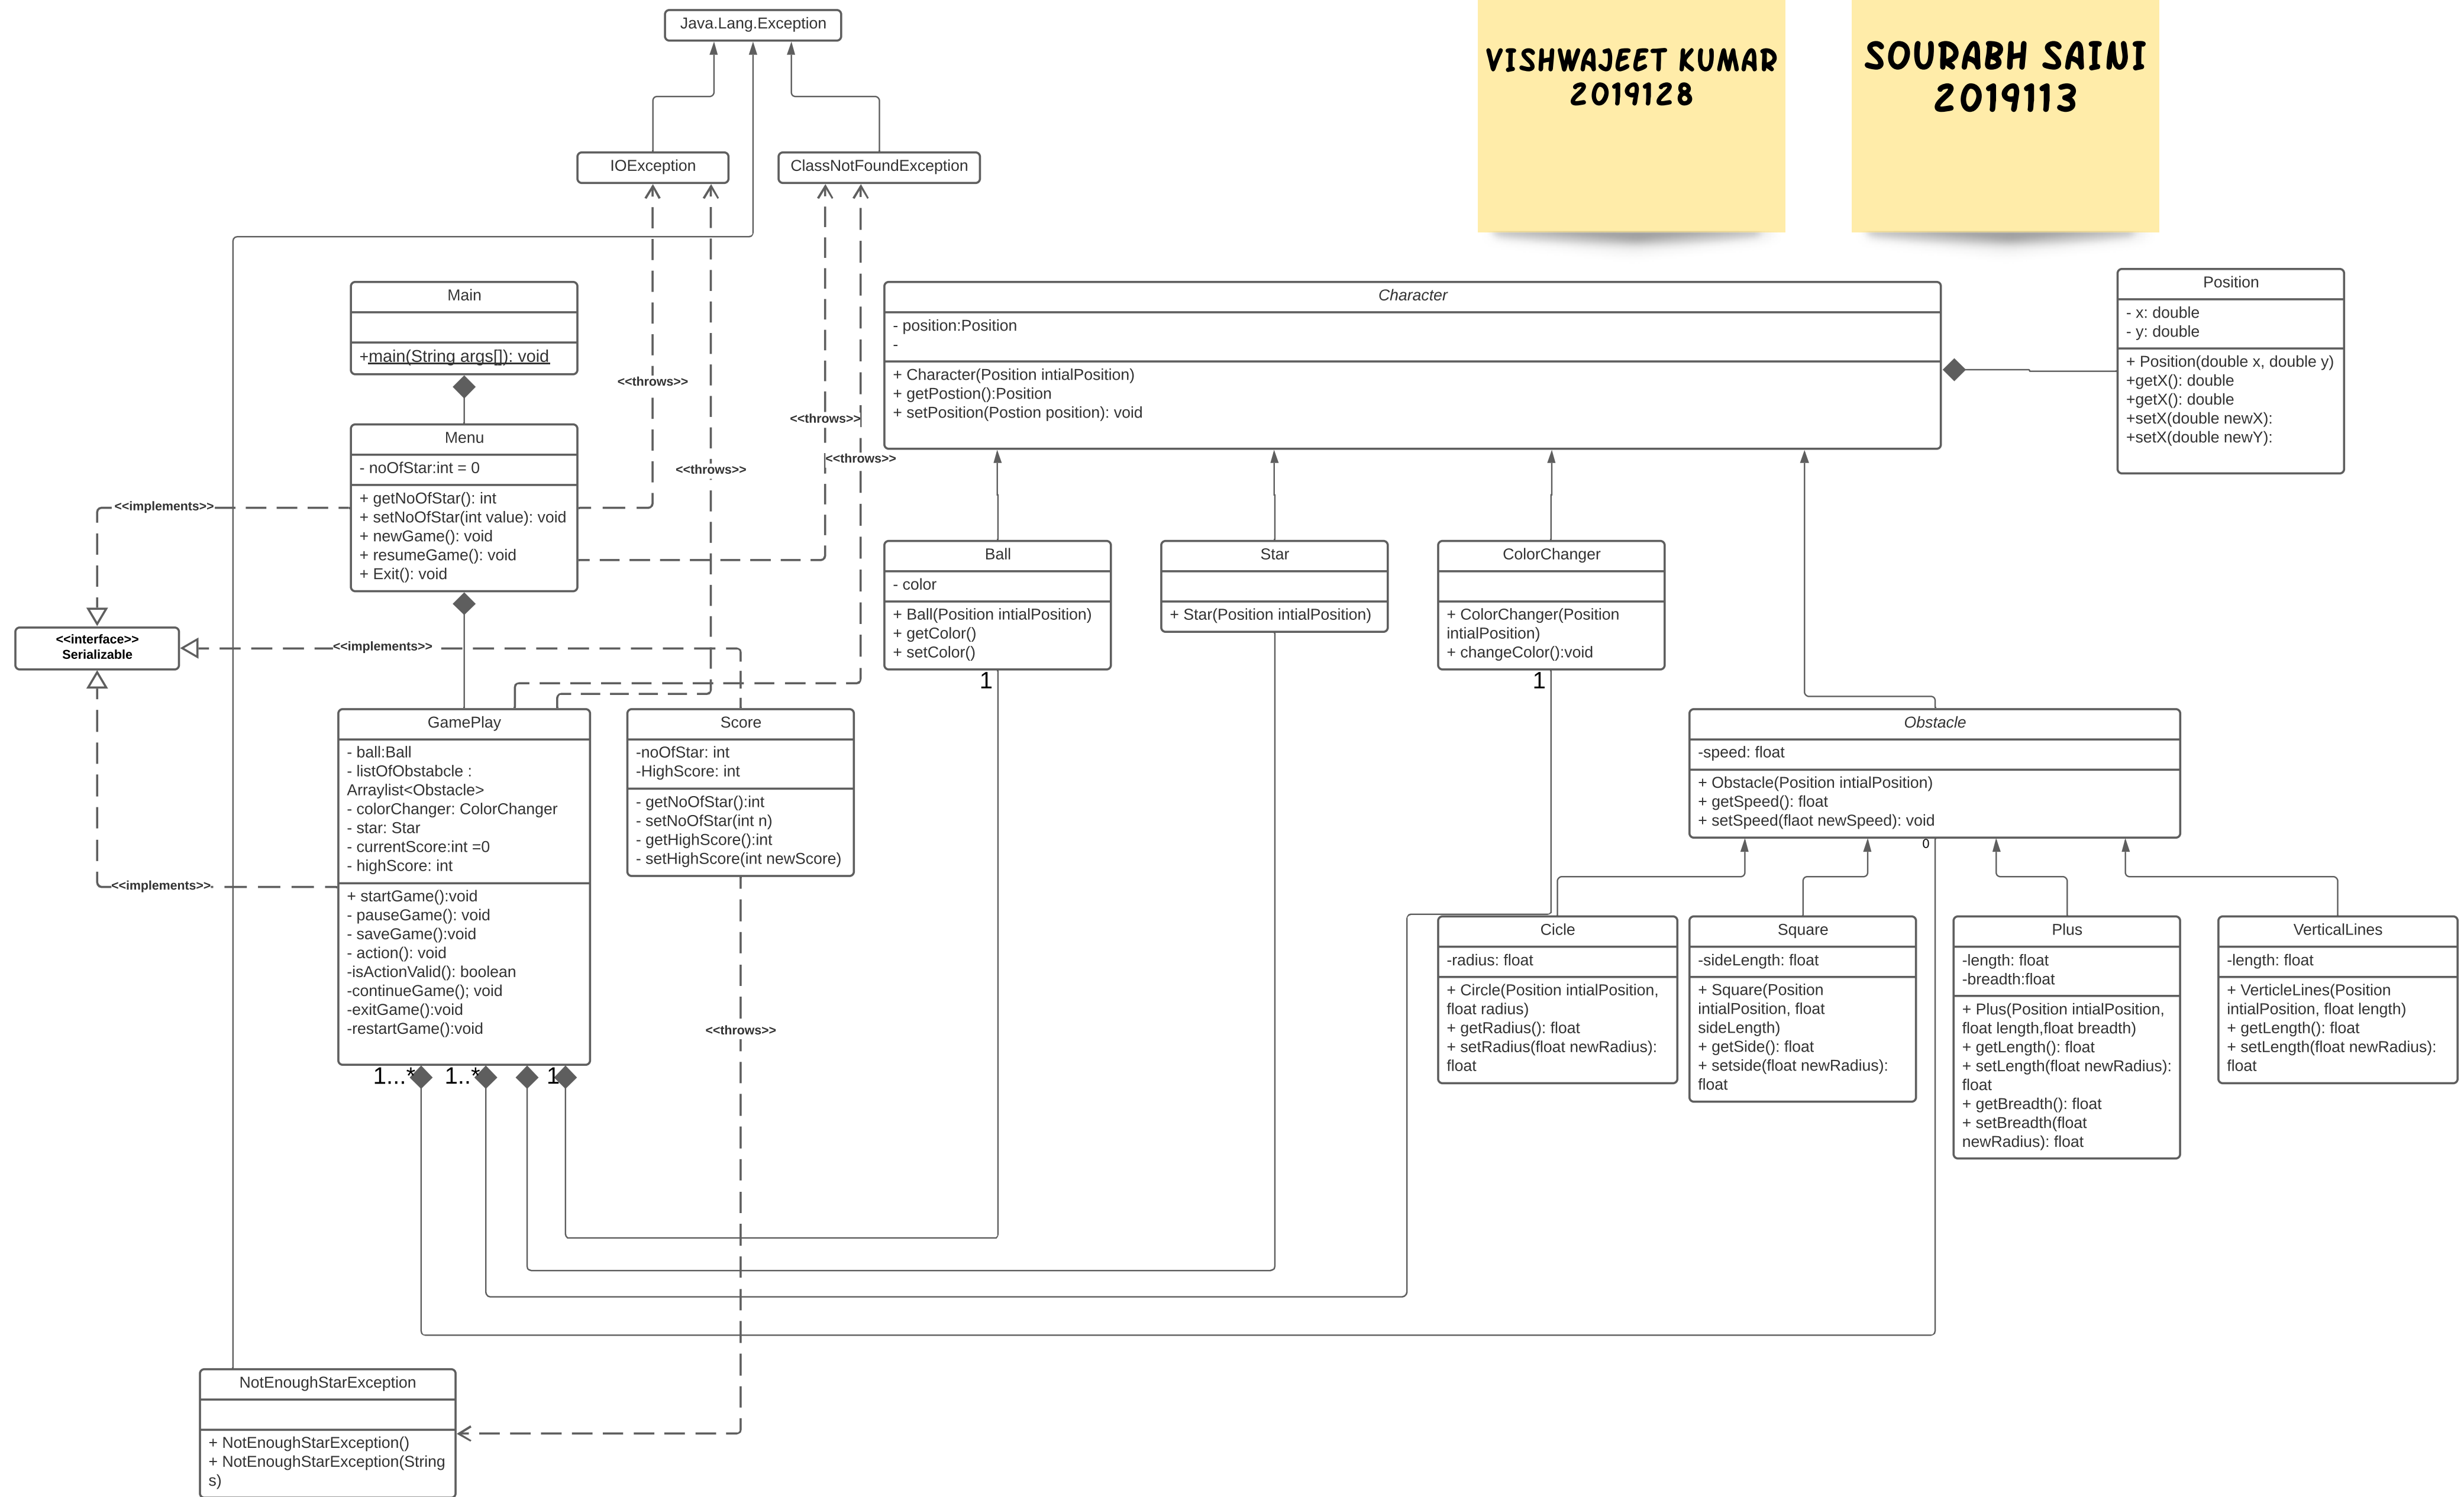 Java.Lang.Exception
VISHWAJEET KUMAR
2019128
SOURABH SAINI
2019113
IOException
ClassNotFoundException
Main
+main(String args[]): void
<<throws>>
<<throws>>
<<throws>>
<<throws>>
Character
- position:Position
-
+ Character(Position intialPosition)
+ getPostion():Position
+ setPosition(Postion position): void
Position
- x: double
- y: double
+ Position(double x, double y)
+getX(): double
+getX(): double
+setX(double newX):
+setX(double newY):
Menu
- noOfStar:int = 0
+ getNoOfStar(): int
+ setNoOfStar(int value): void
+ newGame(): void
+ resumeGame(): void
+ Exit(): void
<<implements>>
<<interface>>
Serializable
<<implements>>
<<implements>>
Ball
- color
+ Ball(Position intialPosition)
+ getColor()
+ setColor()
1
Star
+ Star(Position intialPosition)
ColorChanger
+ ColorChanger(Position
intialPosition)
+ changeColor():void
1
GamePlay
- ball:Ball
- listOfObstabcle :
Arraylist<Obstacle>
- colorChanger: ColorChanger
- star: Star
- currentScore:int =0
- highScore: int
+ startGame():void
- pauseGame(): void
- saveGame():void
- action(): void
-isActionValid(): boolean
-continueGame(); void
-exitGame():void
-restartGame():void
1...*
1..*
1
Score
-noOfStar: int
-HighScore: int
- getNoOfStar():int
- setNoOfStar(int n)
- getHighScore():int
- setHighScore(int newScore)
<<throws>>
Obstacle
-speed: float
+ Obstacle(Position intialPosition)
+ getSpeed(): float
+ setSpeed(flaot newSpeed): void
0
Cicle
-radius: float
+ Circle(Position intialPosition,
float radius)
+ getRadius(): float
+ setRadius(float newRadius):
float
Square
-sideLength: float
+ Square(Position
intialPosition, float
sideLength)
+ getSide(): float
+ setside(float newRadius):
float
Plus
-length: float
-breadth:float
+ Plus(Position intialPosition,
float length,float breadth)
+ getLength(): float
+ setLength(float newRadius):
float
+ getBreadth(): float
+ setBreadth(float
newRadius): float
VerticalLines
-length: float
+ VerticleLines(Position
intialPosition, float length)
+ getLength(): float
+ setLength(float newRadius):
float
NotEnoughStarException
+ NotEnoughStarException()
+ NotEnoughStarException(String
s)